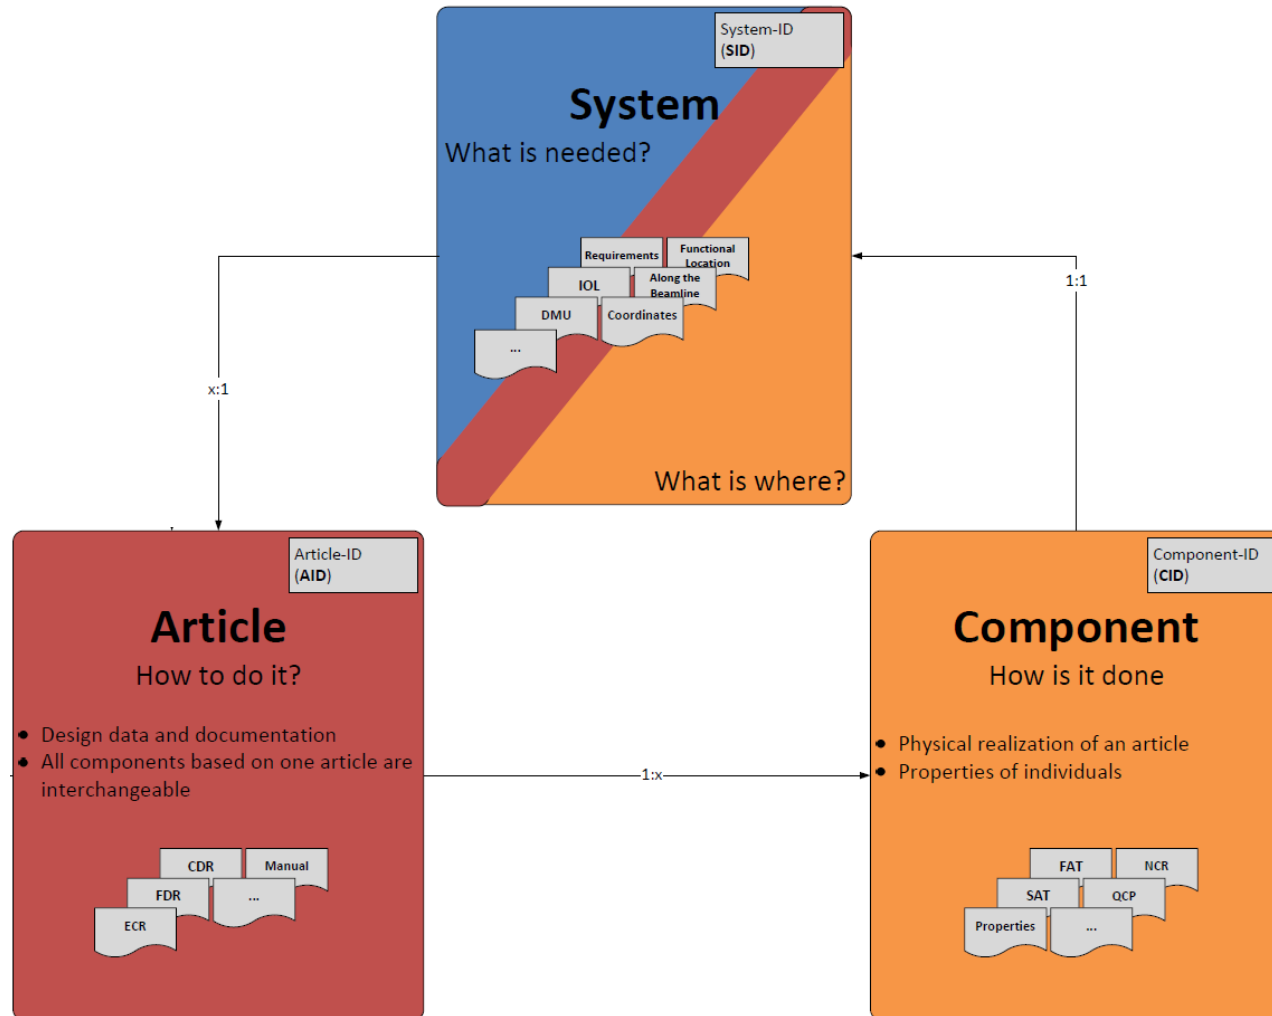 System-ID
(SID)
System
What is needed?
Requirements
Functional
Location
IOL
Along the
Beamline
DMU
Coordinates
...
What is where?
x:1
1:1
Article-ID
(AID)
Article
How to do it?
• Design data and documentation
• All components based on one article are
interchangeable
CDR
Manual
FDR
...
ECR
1:x
Component-ID
(CID)
Component
How is it done
• Physical realization of an article
• Properties of individuals
FAT
NCR
SAT
QCP
Properties
...